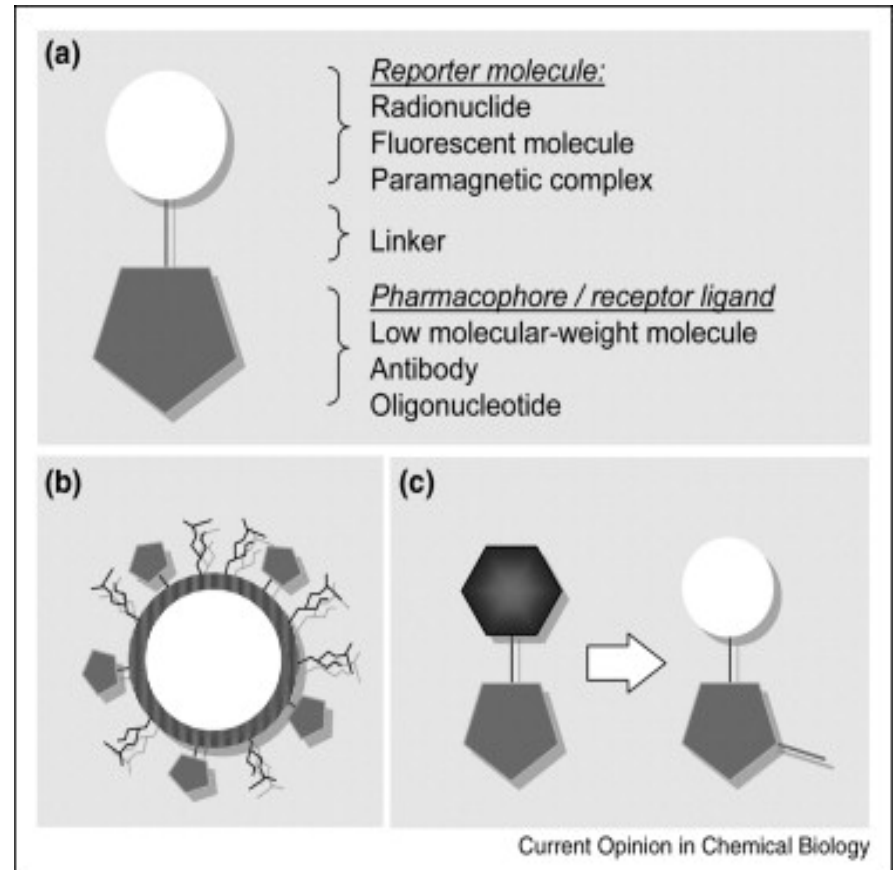 (a)
Reporter molecule:
Radionuclide
Fluorescent molecule
Paramagnetic complex
Linker
Pharmacophore / receptor ligand
Low molecular-weight molecule
Antibody
Oligonucleotide
(b)
(c)
Current Opinion in Chemical Biology